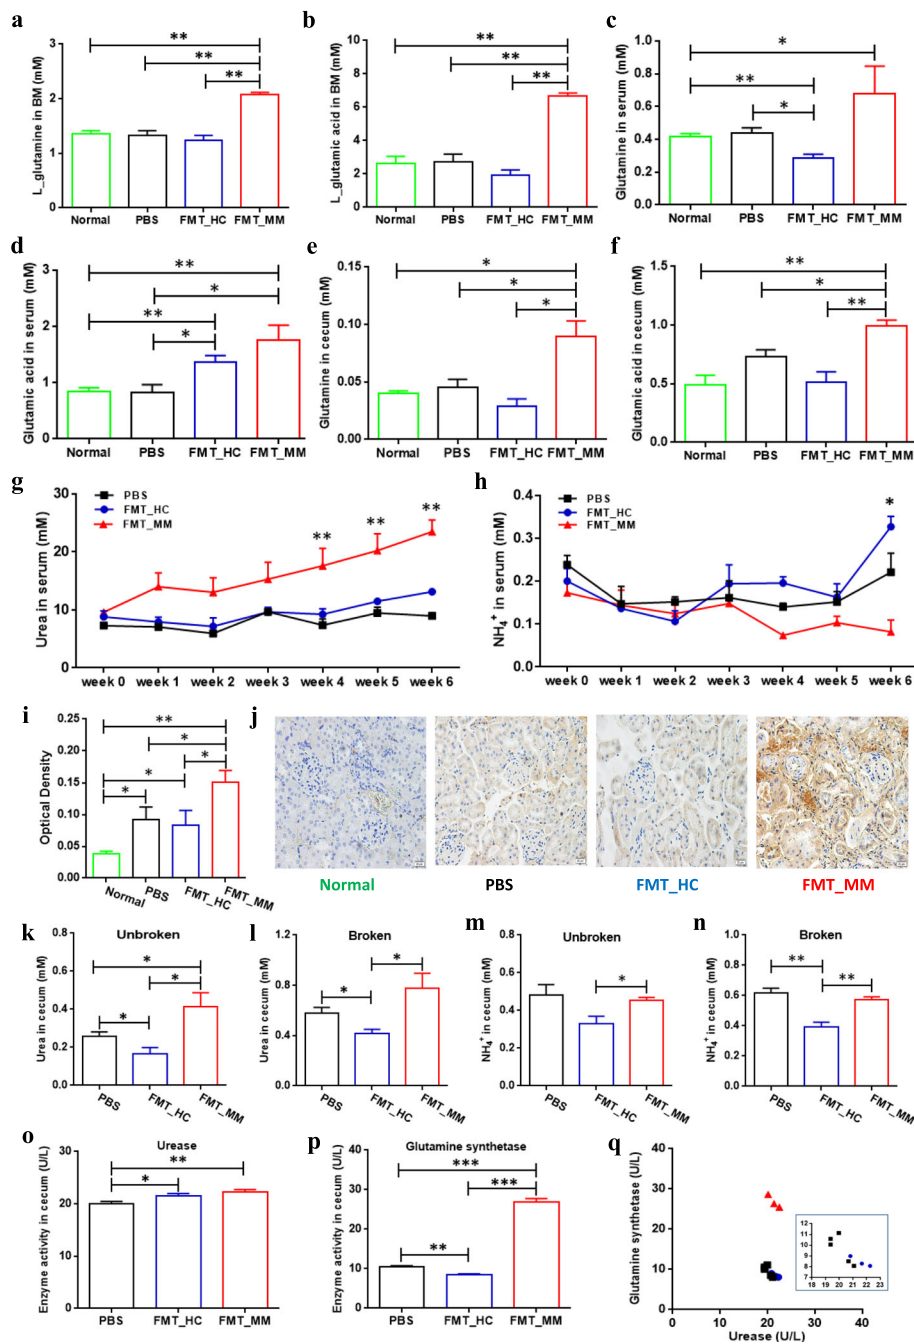 a
L_glutamine in BM (mM)
3
2
1
0
**
**
**
Normal PBS FMT_HC FMT_MM
b
L_glutamic acid in BM (mM)
10
8
6
4
2
0
**
**
**
Normal PBS FMT_HC FMT_MM
c
Glutamine in serum (mM)
1.0
0.8
0.6
0.4
0.2
0.0
*
**
*
Normal PBS FMT_HC FMT_MM
d
Glutamic acid in serum (mM)
3
2
1
0
**
*
**
*
Normal PBS FMT_HC FMT_MM
e
Glutamine in cecum (mM)
0.15
0.10
0.05
0.00
*
*
*
Normal PBS FMT_HC FMT_MM
f
Glutamic acid in cecum (mM)
1.5
1.0
0.5
0.0
**
*
**
Normal PBS FMT_HC FMT_MM
g
Urea in serum (mM)
30
20
10
0
PBS
FMT_HC
FMT_MM
** ** **
week 0 week 1 week 2 week 3 week 4 week 5 week 6
h
NH4+ in serum (mM)
0.4
0.3
0.2
0.1
0.0
PBS
FMT_HC
FMT_MM
*
week 0 week 1 week 2 week 3 week 4 week 5 week 6
i
Optical Density
0.25
0.20
0.15
0.10
0.05
0.00
**
*
*
*
*
Normal PBS FMT_HC FMT_MM
j
Normal PBS FMT_HC FMT_MM
k
Unbroken
Urea in cecum (mM)
0.8
0.6
0.4
0.2
0.0
*
*
*
PBS FMT_HC FMT_MM
l
Broken
Urea in cecum (mM)
1.2
0.8
0.4
0.0
*
*
PBS FMT_HC FMT_MM
m
Unbroken
NH4+ in cecum (mM)
0.8
0.6
0.4
0.2
0.0
*
PBS FMT_HC FMT_MM
n
Broken
NH4+ in cecum (mM)
1.0
0.8
0.6
0.4
0.2
0.0
**
**
PBS FMT_HC FMT_MM
o
Urease
Enzyme activity in cecum (U/L)
30
20
10
0
**
*
PBS FMT_HC FMT_MM
p
Glutamine synthetase
Enzyme activity in cecum (U/L)
40
30
20
10
0
***
***
**
PBS FMT_HC FMT_MM
q
Glutamine synthetase (U/L)
40
30
20
10
0
12
11
10
9
8
7
18 19 20 21 22 23
0 10 20 30 40
Urease (U/L)